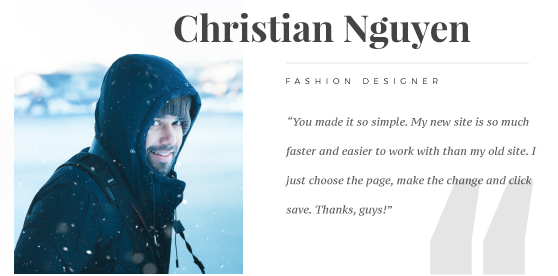 Christian Nguyen
FASHION DESIGNER
“You made it so simple. My new site is so much
faster and easier to work with than my old site. I
just choose the page, make the change and click
save. Thanks, guys!”